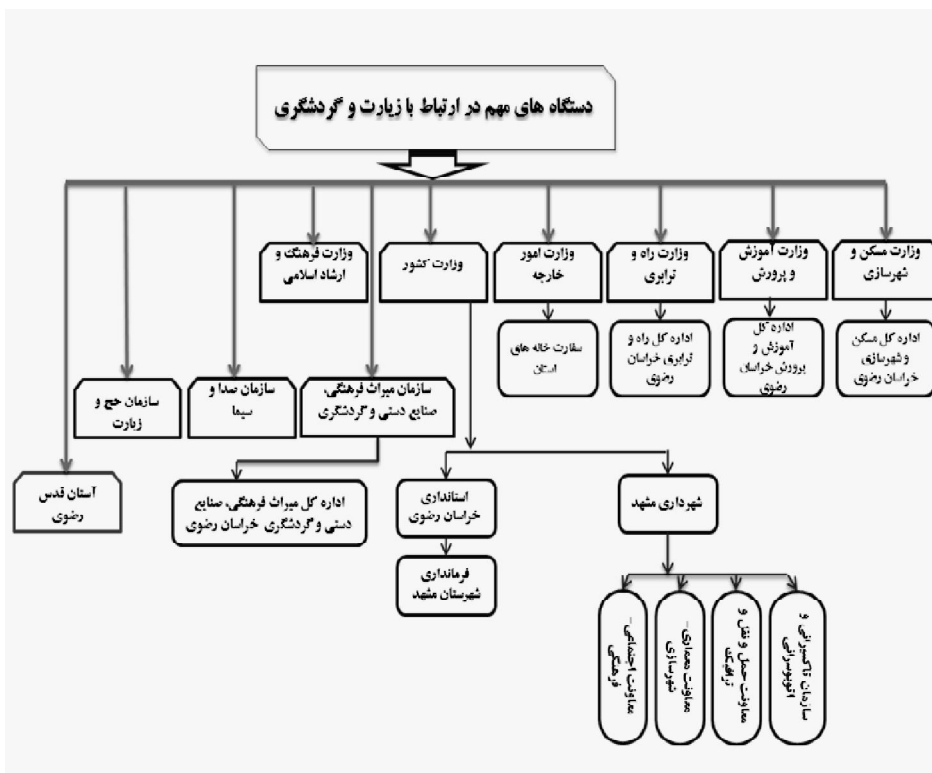 دستگاه های مهم در ارتباط با زیارت و گردشگری
وزارت مسکن و
شهرسازی
وزارت آموزش
و پرورش
وزارت راه و
ترابری
وزارت امور
خارجه
وزارت کشور
وزارت فرهنگ و
ارشاد اسلامی
اداره کل مسکن
و شهرسازی
خراسان رضوی
اداره کل
آموزش و
پرورش خراسان
رضوی
اداره کل راه و
ترابری خراسان
رضوی
سفارت خانه های
استان
سازمان میراث فرهنگی،
صنایع دستی و گردشگری
سازمان صدا و
سیما
سازمان حج و
زیارت
آستان قدس
رضوی
اداره کل میراث فرهنگی، صنایع
دستی و گردشگری خراسان رضوی
استانداری
خراسان رضوی
شهرداری مشهد
فرمانداری
شهرستان مشهد
سازمان تاکسیرانی و
اتوبوسرانی
معاونت حمل و نقل و
ترافیک
معاونت معماری-
شهرسازی
معاونت اجتماعی-
فرهنگی